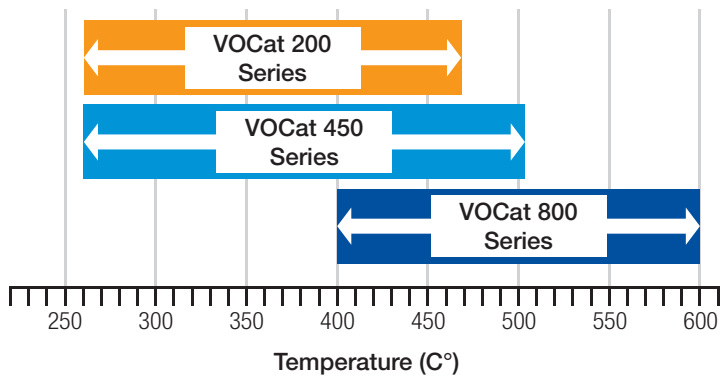 VOCat 200
Series
VOCat 450
Series
VOCat 800
Series
250 300 350 400 450 500 550 600
Temperature (C°)